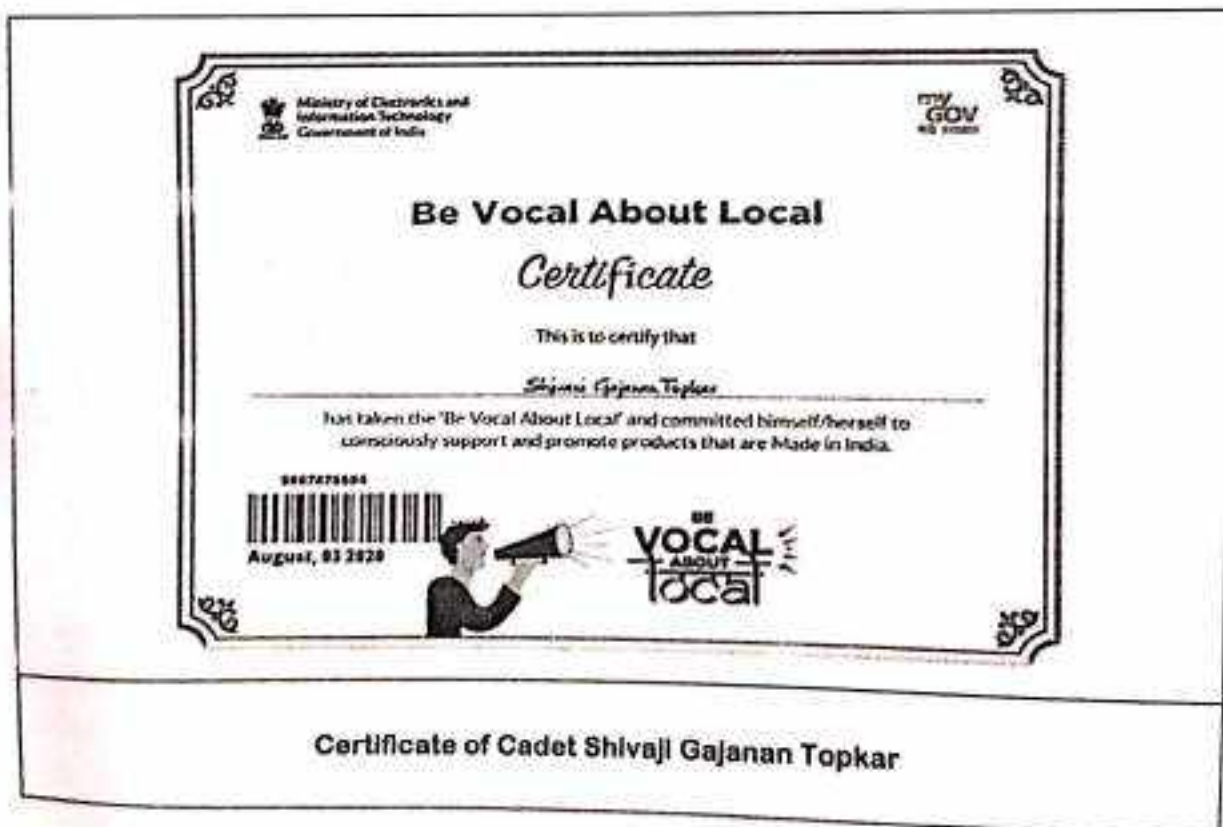 Ministry of Electronics and
Information Technology
Government of India
my
GOV
मेरी सरकार
Be Vocal About Local
Certificate
This is to certify that
Gajanan Topkar
has taken the 'Be Vocal About Local' and committed himself/herself to
consciously support and promote products that are Made in India.
August, 03 2020
BE
VOCAL
ABOUT
local
Certificate of Cadet Shivaji Gajanan Topkar